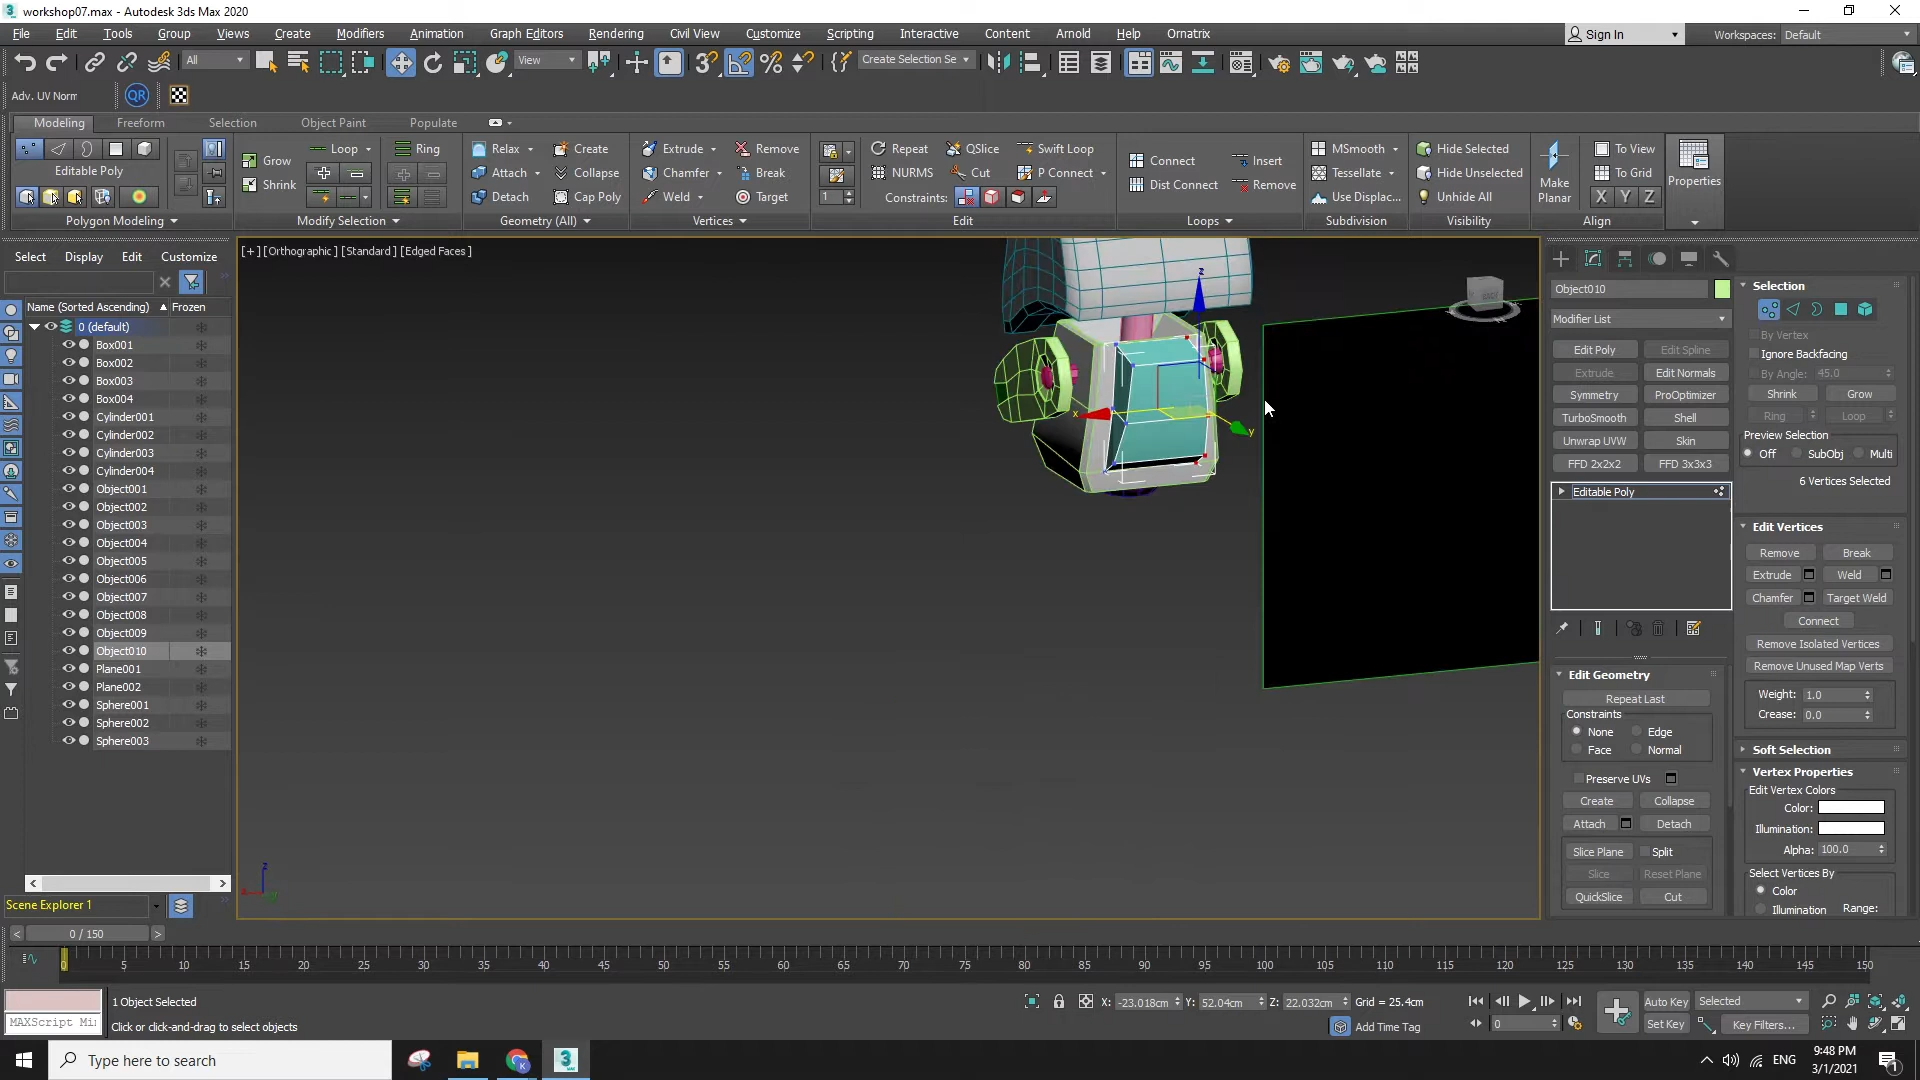 workshop07.max - Autodesk 3ds Max 2020
File Edit Tools Group Views Create Modifiers Animation Graph Editors Rendering Civil View Customize Scripting Interactive Content Arnold Help Ornatrix Sign In Workspaces: Default
All View Create Selection Se
Adv. UV Norm QR
Modeling Freeform Selection Object Paint Populate
Loop Ring Relax Create Extrude Remove Repeat QSlice Swift Loop MSmooth Hide Selected To View
Grow Connect Insert
Editable Poly Attach Collapse Chamfer Break NURMS Cut P Connect Tessellate Hide Unselected To Grid
Shrink Dist Connect Remove Make Planar Properties
Detach Cap Poly Weld Target 1 Constraints: Use Displac... Unhide All X Y Z
Polygon Modeling Modify Selection Geometry (All) Vertices Edit Loops Subdivision Visibility Align
Select Display Edit Customize
Name (Sorted Ascending) Frozen
0 (default)
Box001
Box002
Box003
Box004
Cylinder001
Cylinder002
Cylinder003
Cylinder004
Object001
Object002
Object003
Object004
Object005
Object006
Object007
Object008
Object009
Object010
Plane001
Plane002
Sphere001
Sphere002
Sphere003
Scene Explorer 1
[+] [Orthographic] [Standard] [Edged Faces]
z
x
y
z
Object010
Modifier List
Edit Poly Edit Spline
Extrude Edit Normals
Symmetry ProOptimizer
TurboSmooth Shell
Unwrap UVW Skin
FFD 2x2x2 FFD 3x3x3
Editable Poly
Edit Geometry
Repeat Last
Constraints
None Edge
Face Normal
Preserve UVs
Create Collapse
Attach Detach
Slice Plane Split
Slice Reset Plane
QuickSlice Cut
Selection
By Vertex
Ignore Backfacing
By Angle: 45.0
Shrink Grow
Ring Loop
Preview Selection
Off SubObj Multi
6 Vertices Selected
Edit Vertices
Remove Break
Extrude Weld
Chamfer Target Weld
Connect
Remove Isolated Vertices
Remove Unused Map Verts
Weight: 1.0
Crease: 0.0
Soft Selection
Vertex Properties
Edit Vertex Colors
Color:
Illumination:
Alpha: 100.0
Select Vertices By
Color
Illumination Range:
< 0 / 150 >
0 5 10 15 20 25 30 35 40 45 50 55 60 65 70 75 80 85 90 95 100 105 110 115 120 125 130 135 140 145 150
1 Object Selected X: -23.018cm Y: 52.04cm Z: 22.032cm Grid = 25.4cm Auto Key Selected
MAXScript Mi Click or click-and-drag to select objects Add Time Tag 0 Set Key Key Filters...
Type here to search ENG 9:48 PM
3/1/2021 1